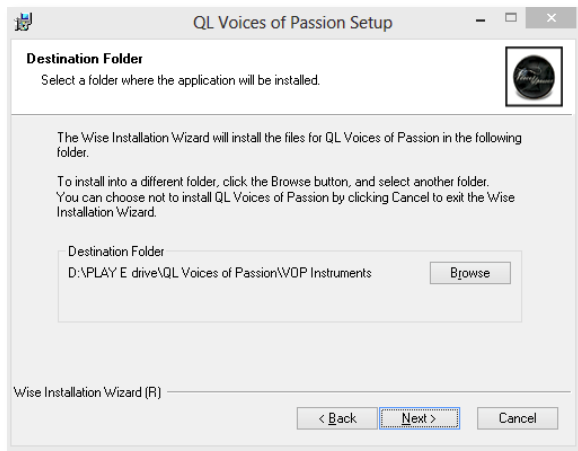 QL Voices of Passion Setup
Destination Folder
Select a folder where the application will be installed.
The Wise Installation Wizard will install the files for QL Voices of Passion in the following
folder.
To install into a different folder, click the Browse button, and select another folder.
You can choose not to install QL Voices of Passion by clicking Cancel to exit the Wise
Installation Wizard.
Destination Folder
D:\PLAY E drive\QL Voices of Passion\VOP Instruments
Browse
Wise Installation Wizard (R)
< Back
Next >
Cancel